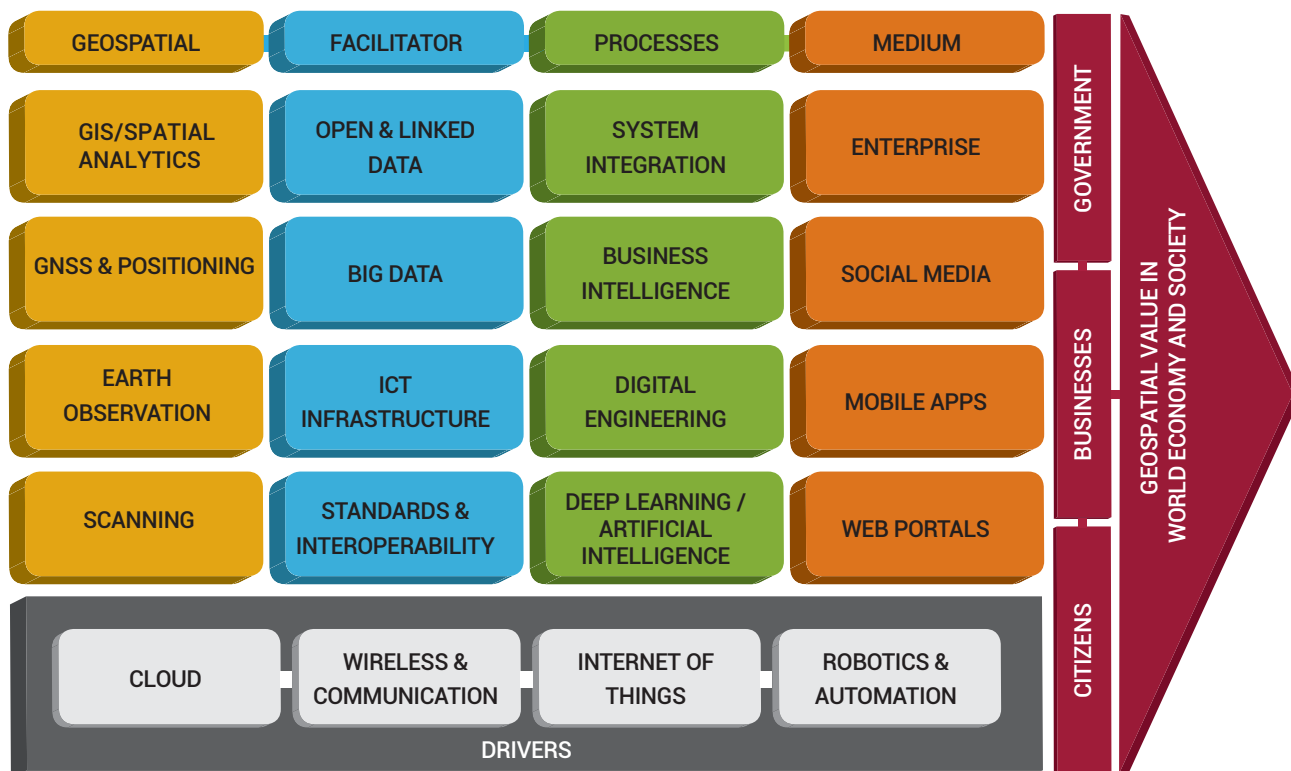 GEOSPATIAL
FACILITATOR
PROCESSES
MEDIUM
GIS/SPATIAL
ANALYTICS
OPEN & LINKED
DATA
SYSTEM
INTEGRATION
ENTERPRISE
GNSS & POSITIONING
BIG DATA
BUSINESS
INTELLIGENCE
SOCIAL MEDIA
EARTH
OBSERVATION
ICT
INFRASTRUCTURE
DIGITAL
ENGINEERING
MOBILE APPS
SCANNING
STANDARDS &
INTEROPERABILITY
DEEP LEARNING /
ARTIFICIAL
INTELLIGENCE
WEB PORTALS
CLOUD
WIRELESS &
COMMUNICATION
INTERNET OF
THINGS
ROBOTICS &
AUTOMATION
DRIVERS
GOVERNMENT
BUSINESSES
CITIZENS
GEOSPATIAL VALUE IN
WORLD ECONOMY AND SOCIETY